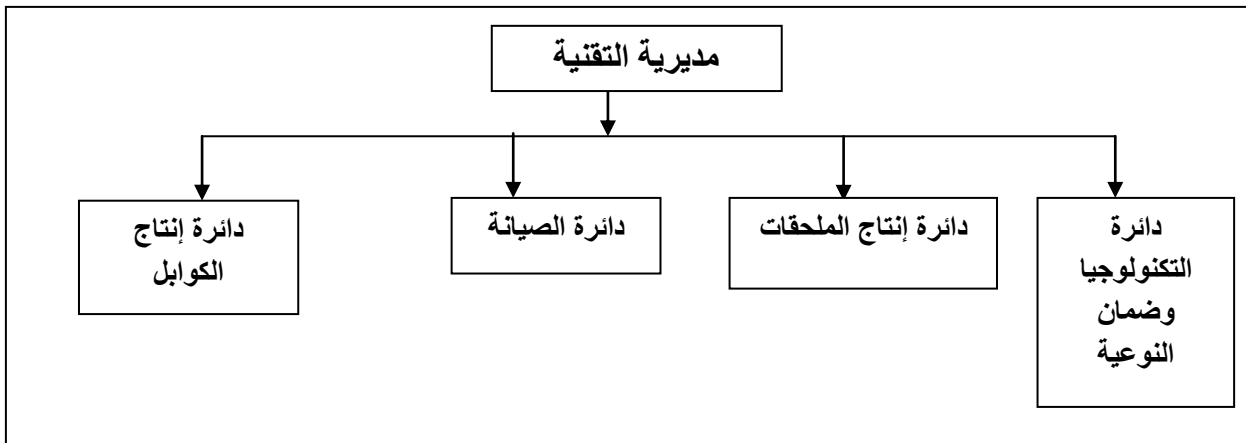 مديرية التقنية
دائرة
التكنولوجيا
وضمان
النوعية
دائرة إنتاج الملحقات
دائرة الصيانة
دائرة إنتاج
الكوابل